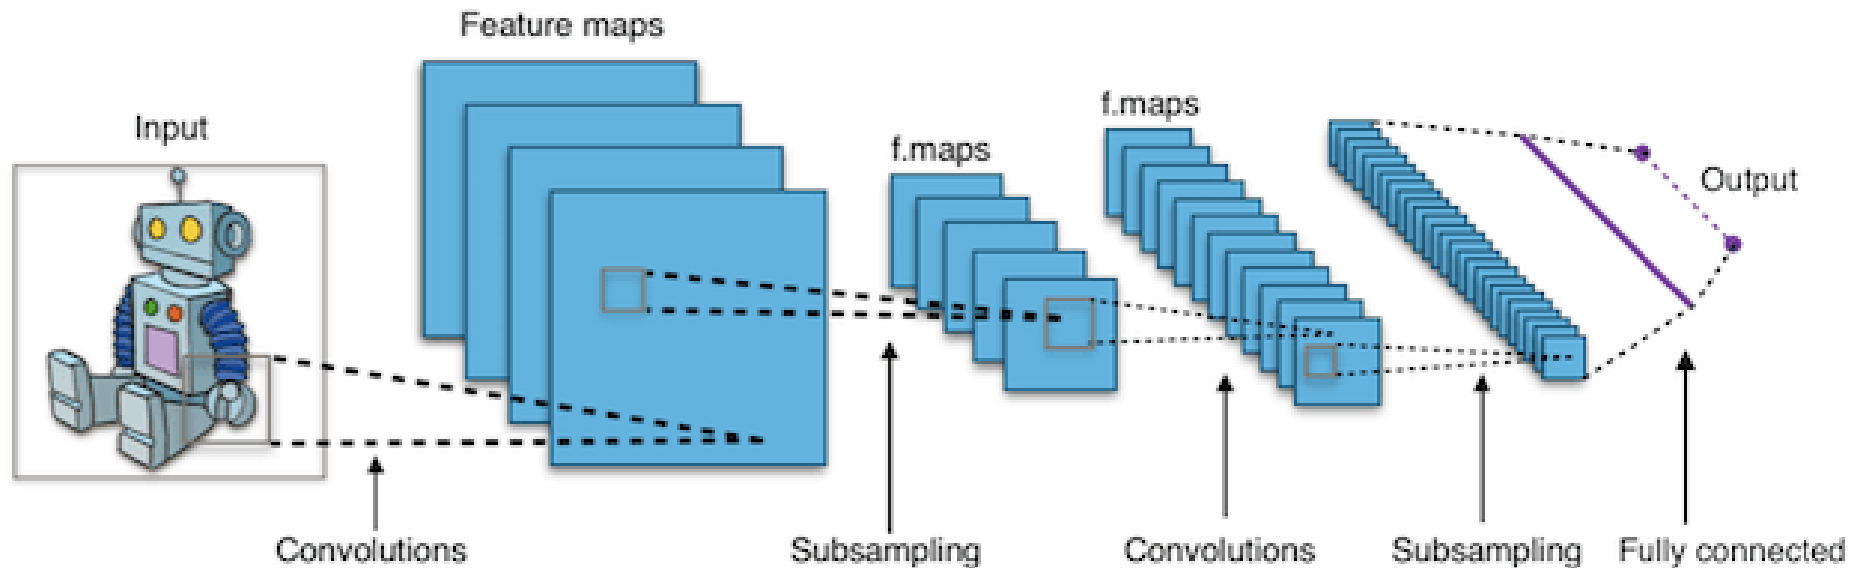 Feature maps
Input
f.maps
f.maps
Output
Convolutions
Subsampling
Convolutions
Subsampling
Fully connected